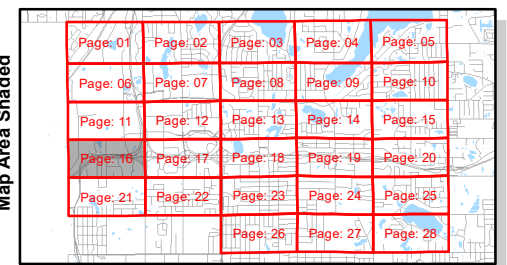 Map Area Shaded
Page: 01 Page: 02 Page: 03 Page: 04 Page: 05
Page: 06 Page: 07 Page: 08 Page: 09 Page: 10
Page: 11 Page: 12 Page: 13 Page: 14 Page: 15
Page: 16 Page: 17 Page: 18 Page: 19 Page: 20
Page: 21 Page: 22 Page: 23 Page: 24 Page: 25
Page: 26 Page: 27 Page: 28